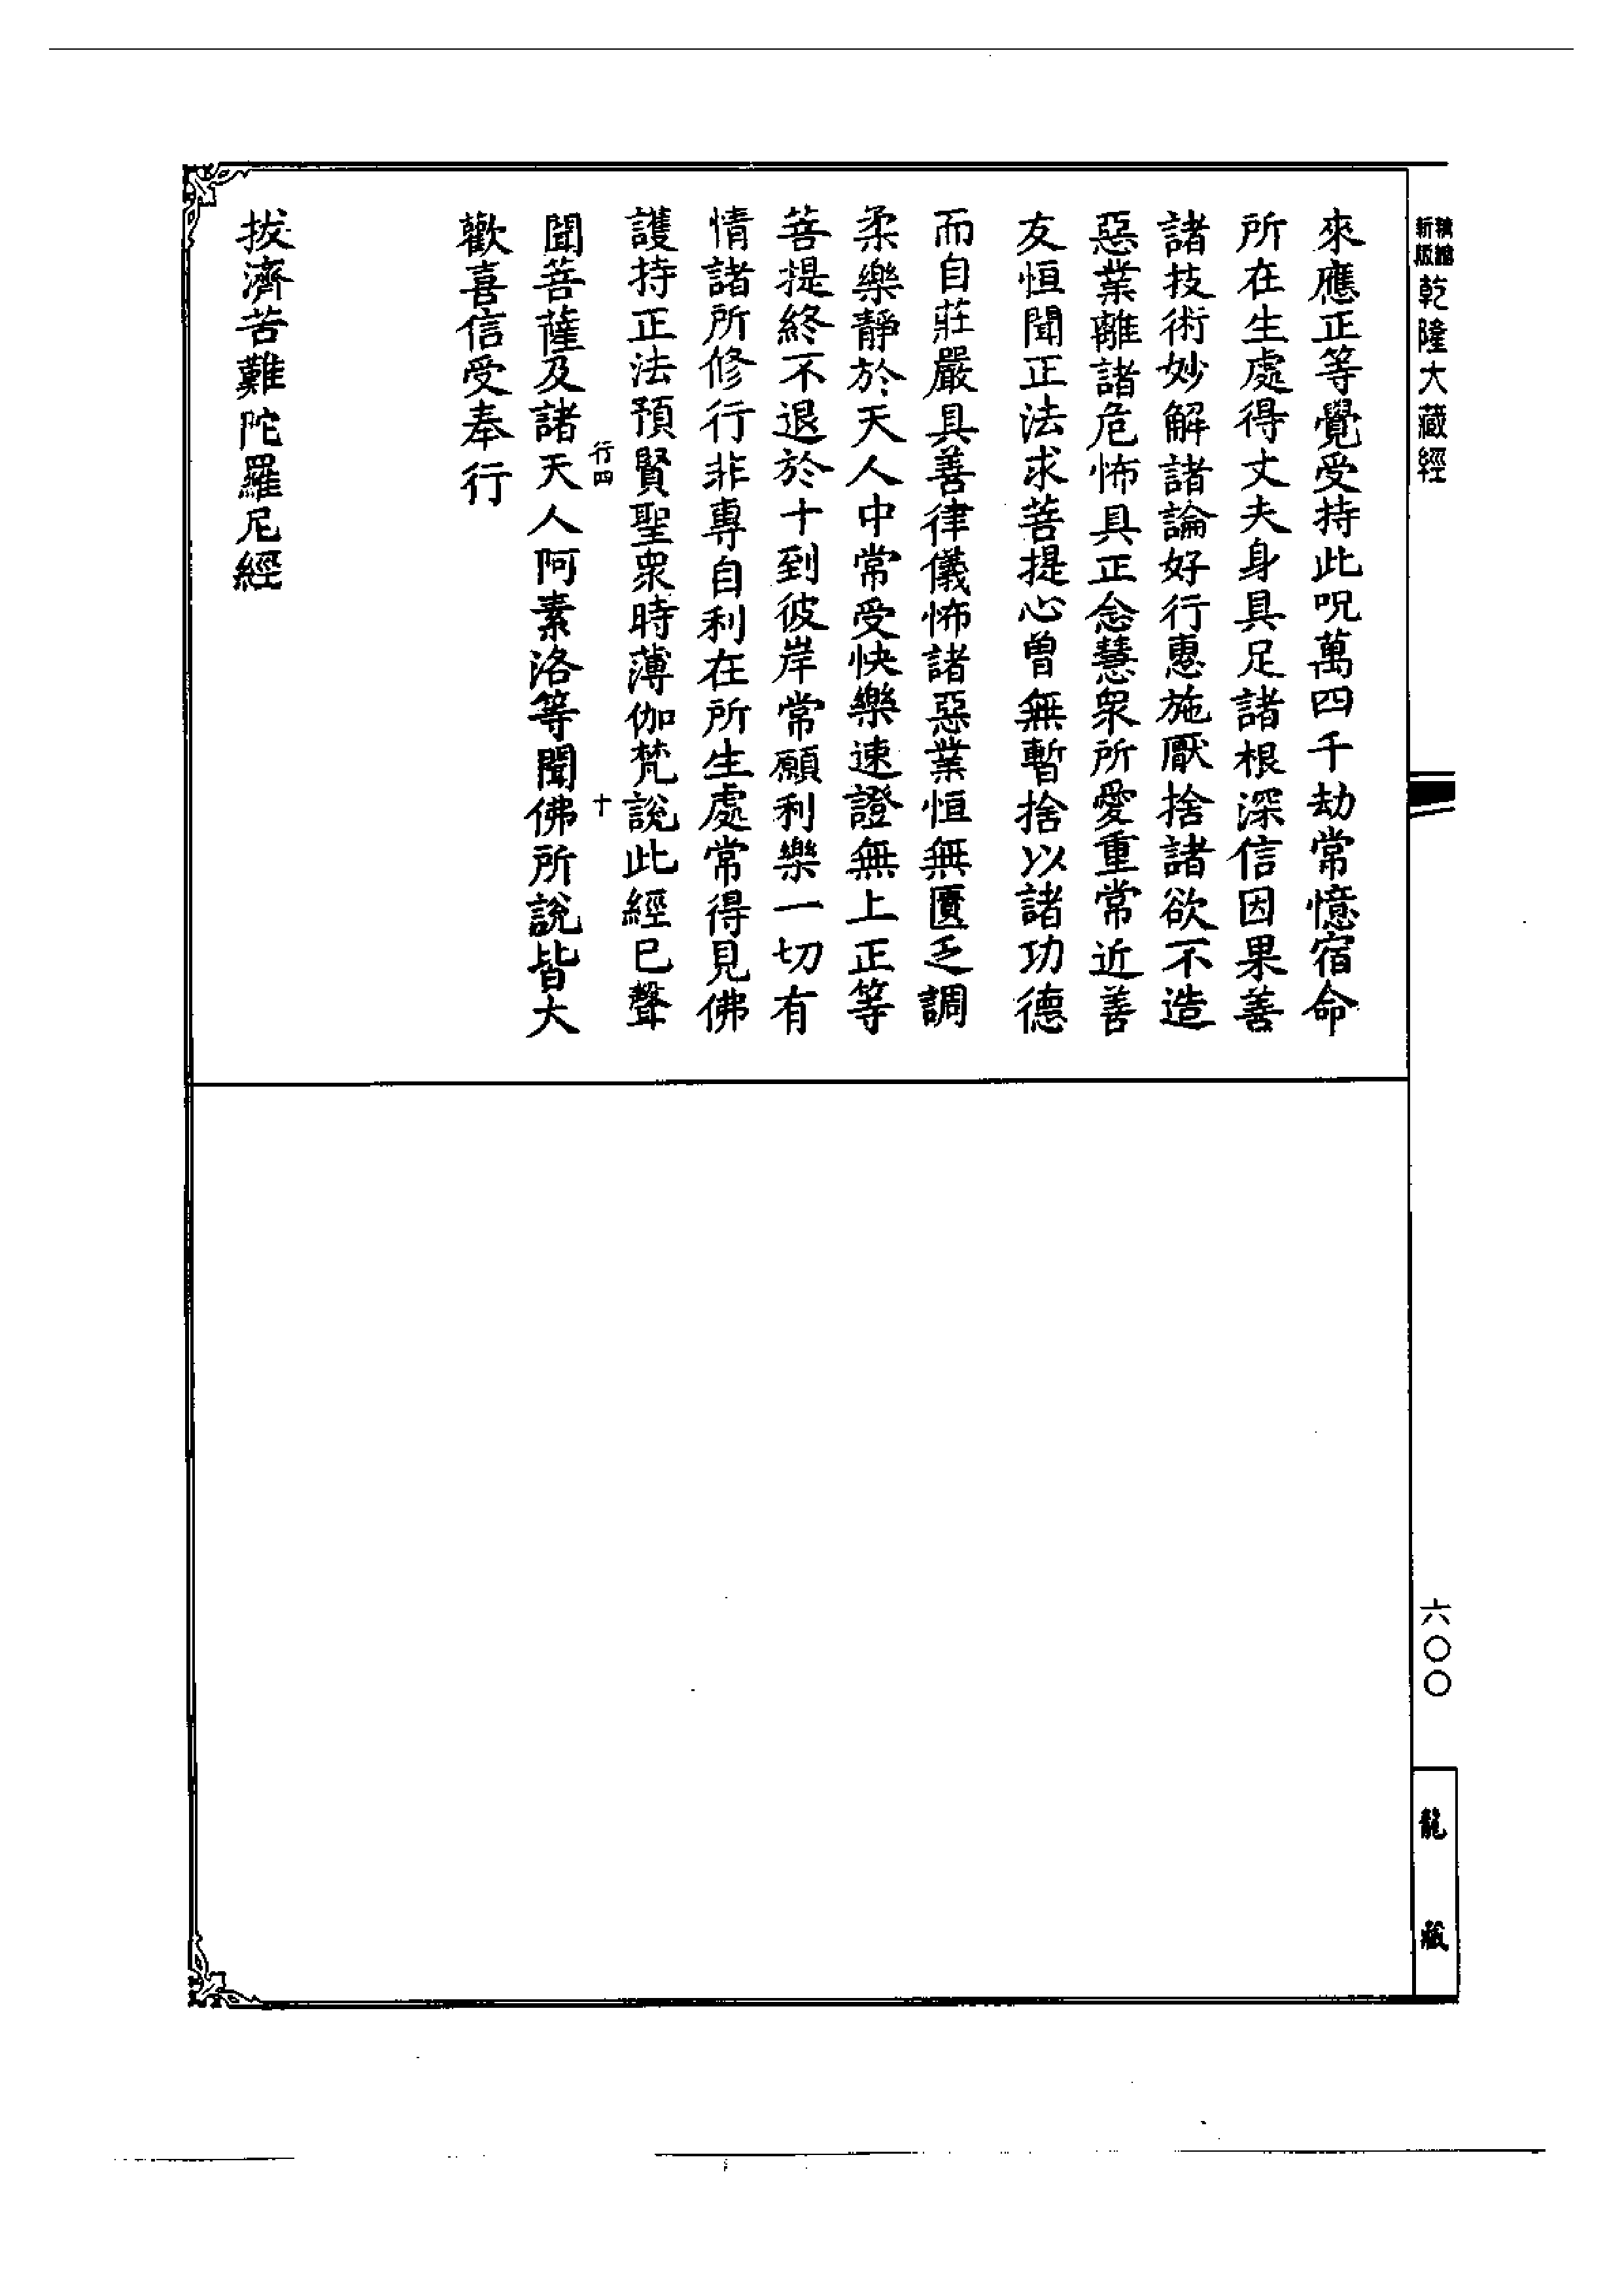 精縮新版乾隆大藏經
來應正等覺受持此呪萬四千劫常憶宿命
所在生處得丈夫身具足諸根深信因果善
諸技術妙解諸論好行惠施厭捨諸欲不造
惡業離諸危怖具正念慧衆所愛重常近善
友恒聞正法求菩提心曾無暫捨以諸功德
而自莊嚴具善律儀怖諸惡業恒無匱乏調
柔樂靜於天人中常受快樂速證無上正等
菩提終不退於十到彼岸常願利樂一切有
情諸所修行非專自利在所生處常得見佛
護持正法預賢聖衆時薄伽梵說此經已聲
行四 十
聞菩薩及諸天人阿素洛等聞佛所說皆大
歡喜信受奉行
拔濟苦難陀羅尼經
六〇〇
龍藏